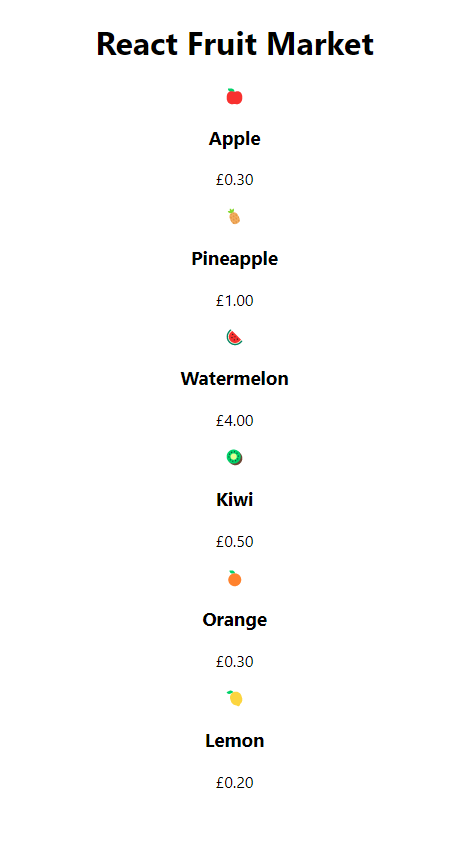 React Fruit Market
Apple
£0.30
Pineapple
£1.00
Watermelon
£4.00
Kiwi
£0.50
Orange
£0.30
Lemon
£0.20